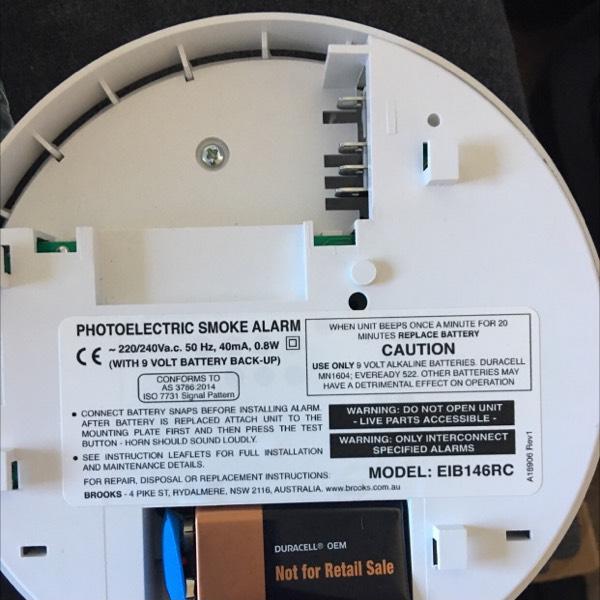 PHOTOELECTRIC SMOKE ALARM
CE ~ 220/240Va.c. 50 Hz, 40mA, 0.8W
(WITH 9 VOLT BATTERY BACK-UP)
CONFORMS TO
AS 3786:2014
ISO 7731 Signal Pattern
• CONNECT BATTERY SNAPS BEFORE INSTALLING ALARM.
AFTER BATTERY IS REPLACED ATTACH UNIT TO THE
MOUNTING PLATE FIRST AND THEN PRESS THE TEST
BUTTON - HORN SHOULD SOUND LOUDLY.
• SEE INSTRUCTION LEAFLETS FOR FULL INSTALLATION
AND MAINTENANCE DETAILS.
FOR REPAIR, DISPOSAL OR REPLACEMENT INSTRUCTIONS:
BROOKS - 4 PIKE ST, RYDALMERE, NSW 2116, AUSTRALIA. www.brooks.com.au
WHEN UNIT BEEPS ONCE A MINUTE FOR 20
MINUTES REPLACE BATTERY
CAUTION
USE ONLY 9 VOLT ALKALINE BATTERIES. DURACELL
MN1604; EVEREADY 522. OTHER BATTERIES MAY
HAVE A DETRIMENTAL EFFECT ON OPERATION
WARNING: DO NOT OPEN UNIT
- LIVE PARTS ACCESSIBLE -
WARNING: ONLY INTERCONNECT
SPECIFIED ALARMS
MODEL: EIB146RC
A18906 Rev1
DURACELL® OEM
Not for Retail Sale